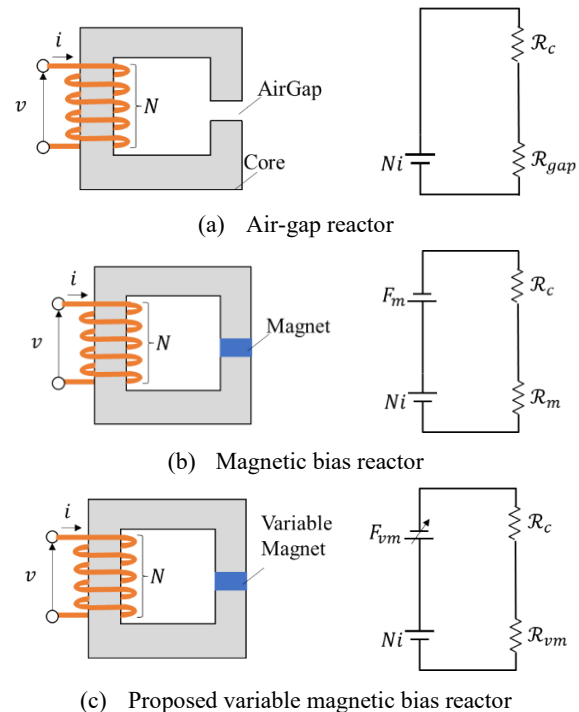 i
v
N
AirGap
Core
ℛc
Ni
ℛgap
(a) Air-gap reactor
i
v
N
Magnet
Fm
ℛc
Ni
ℛm
(b) Magnetic bias reactor
i
v
N
Variable
Magnet
Fvm
ℛc
Ni
ℛvm
(c) Proposed variable magnetic bias reactor